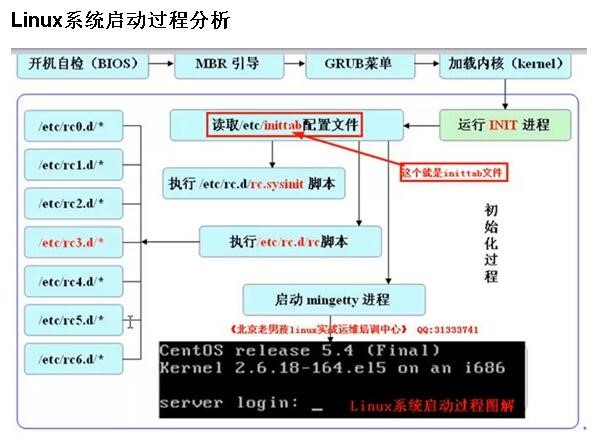 Linux系统启动过程分析
开机自检（BIOS）
MBR 引导
GRUB菜单
加载内核（kernel）
/etc/rc0.d/*
读取/etc/inittab配置文件
运行 INIT 进程
/etc/rc1.d/*
这个就是inittab文件
执行 /etc/rc.d/rc.sysinit 脚本
/etc/rc2.d/*
初始化过程
/etc/rc3.d/*
执行/etc/rc.d/rc脚本
/etc/rc4.d/*
启动 mingetty 进程
/etc/rc5.d/*
《北京老男孩linux实战运维培训中心》 QQ:31333741
/etc/rc6.d/*
CentOS release 5.4 (Final)
Kernel 2.6.18-164.el5 on an i686
server login: _
Linux系统启动过程图解